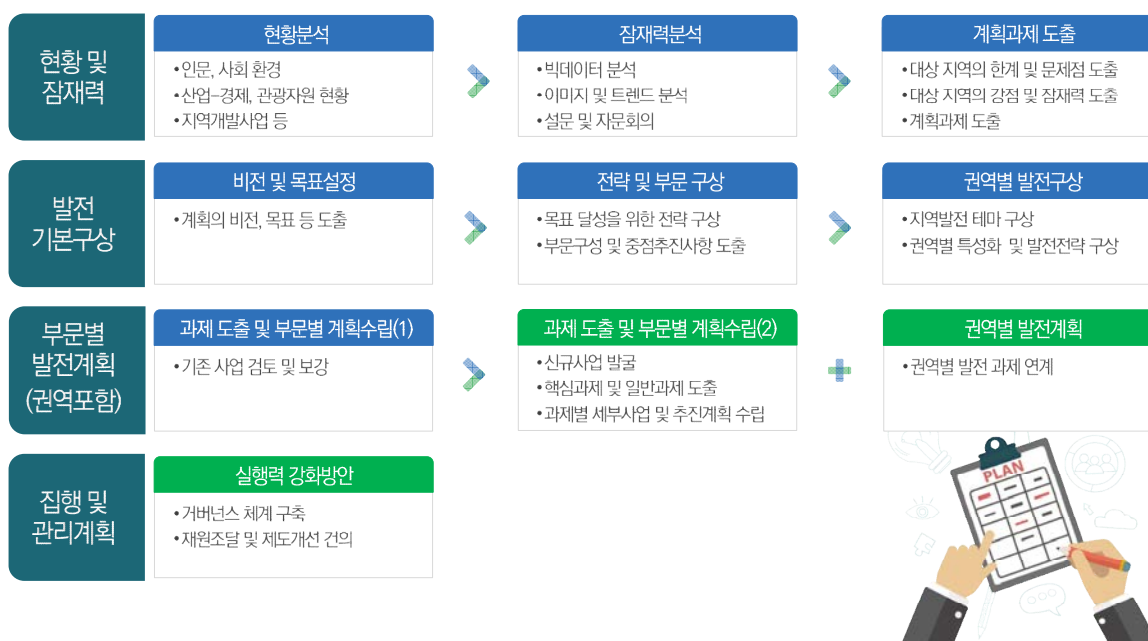 현황 및
잠재력
현황분석
•인문, 사회 환경
•산업–경제, 관광자원 현황
•지역개발사업 등
잠재력분석
•빅데이터 분석
•이미지 및 트렌드 분석
•설문 및 자문회의
계획과제 도출
•대상 지역의 한계 및 문제점 도출
•대상 지역의 강점 및 잠재력 도출
•계획과제 도출
발전
기본구상
비전 및 목표설정
•계획의 비전, 목표 등 도출
전략 및 부문 구상
•목표 달성을 위한 전략 구상
•부문구성 및 중점추진사항 도출
권역별 발전구상
•지역발전 테마 구상
•권역별 특성화 및 발전전략 구상
부문별
발전계획
(권역포함)
과제 도출 및 부문별 계획수립(1)
•기존 사업 검토 및 보강
과제 도출 및 부문별 계획수립(2)
•신규사업 발굴
•핵심과제 및 일반과제 도출
•과제별 세부사업 및 추진계획 수립
권역별 발전계획
•권역별 발전 과제 연계
집행 및
관리계획
실행력 강화방안
•거버넌스 체계 구축
•재원조달 및 제도개선 건의
PLAN